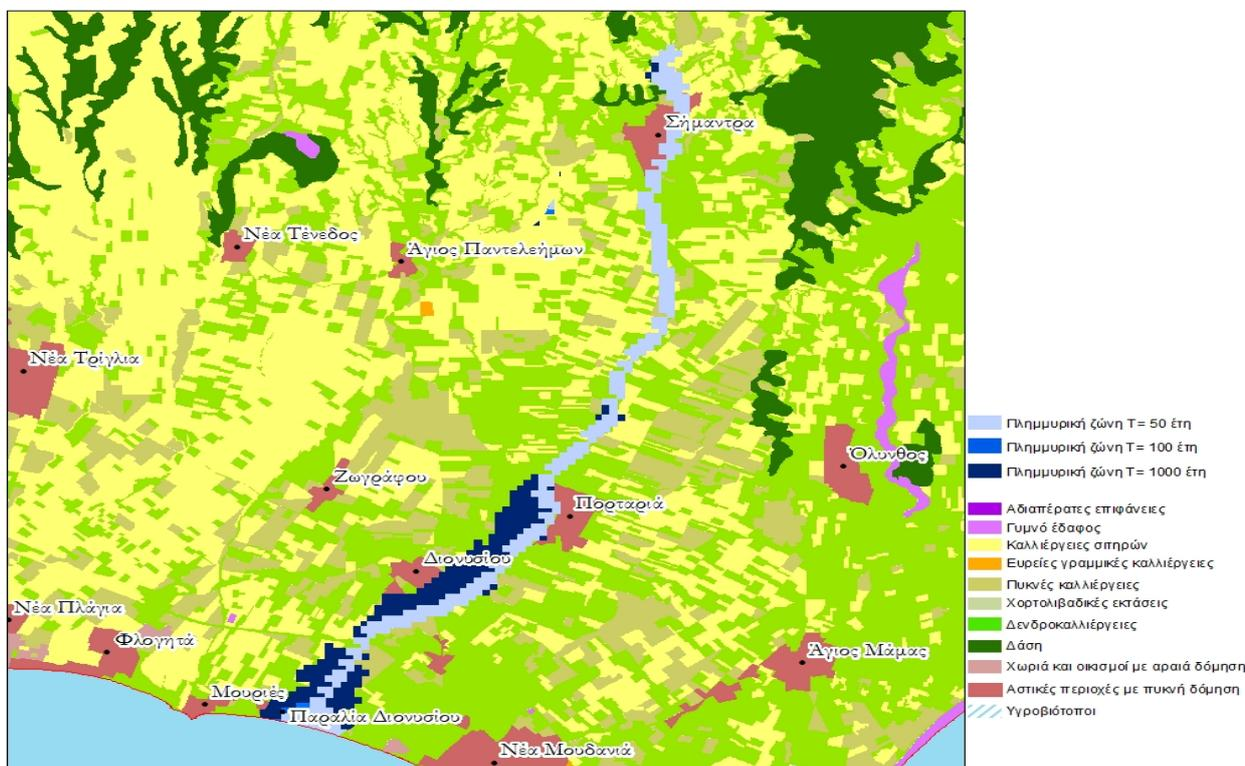 Σήμαντρα
Νέα Τένεδος
Άγιος Παντελεήμων
Νέα Τρίγλια
Όλυνθος
Ζωγράφου
Πορταριά
Διονυσίου
Νέα Πλάγια
Φλογητά
Άγιος Μάμας
Μουριές
Παραλία Διονυσίου
Νέα Μουδανιά
Πλημμυρική ζώνη Τ= 50 έτη
Πλημμυρική ζώνη Τ= 100 έτη
Πλημμυρική ζώνη Τ= 1000 έτη
Αδιαπέρατες επιφάνειες
Γυμνό έδαφος
Καλλιέργειες σιτηρών
Ευρείες γραμμικές καλλιέργειες
Πυκνές καλλιέργειες
Χορτολιβαδικές εκτάσεις
Δενδροκαλλιέργειες
Δάση
Χωριά και οικισμοί με αραιά δόμηση
Αστικές περιοχές με πυκνή δόμηση
Υγροβιότοποι